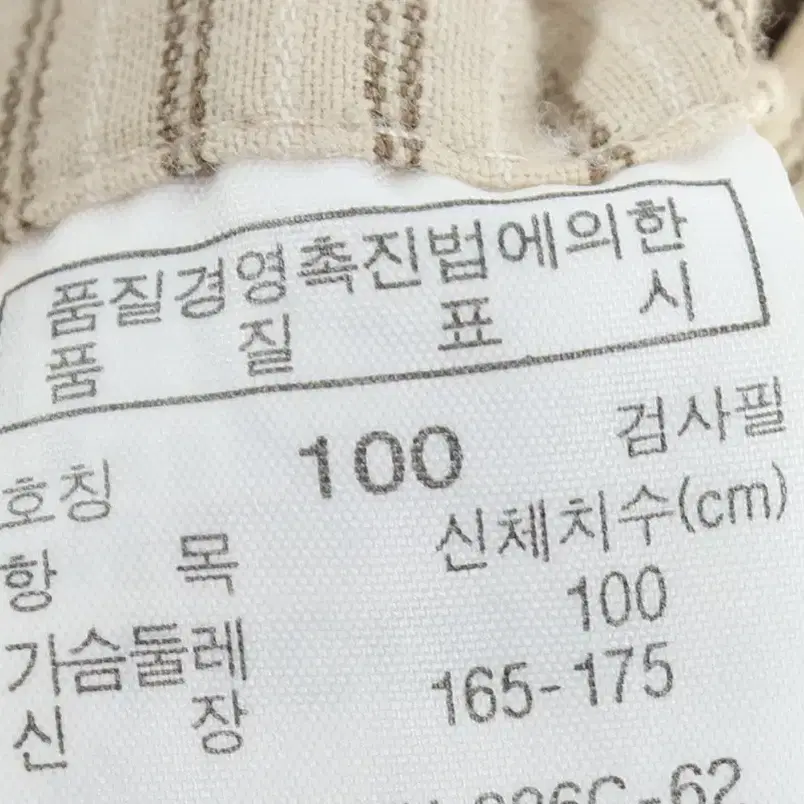 품질경영촉진법에의한
품 질 표 시
호칭 100 검사필
항 목 신체치수(cm)
가슴둘레 100
신 장 165-175